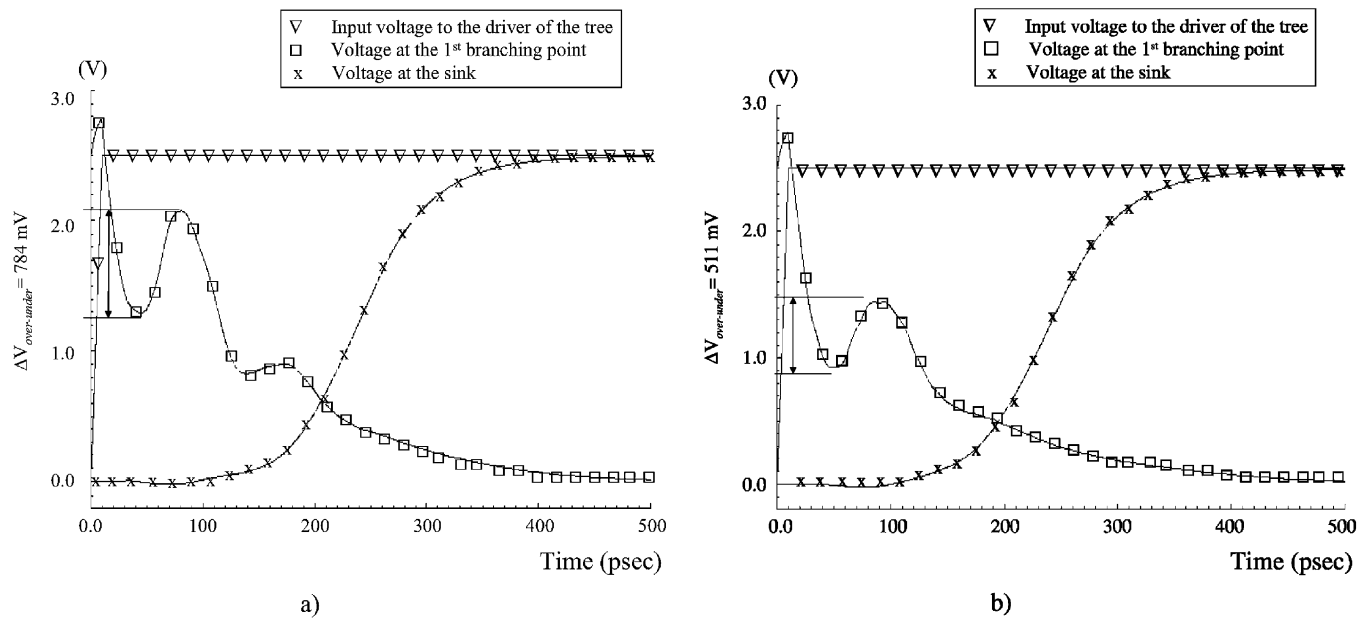 ▽ Input voltage to the driver of the tree
□ Voltage at the 1st branching point
x Voltage at the sink
(V)
3.0
2.0
1.0
0.0
ΔVover-under = 784 mV
0.0 100 200 300 400 500
Time (psec)
a)
▽ Input voltage to the driver of the tree
□ Voltage at the 1st branching point
x Voltage at the sink
(V)
3.0
2.0
1.0
0.0
ΔVover-under = 511 mV
0.0 100 200 300 400 500
Time (psec)
b)